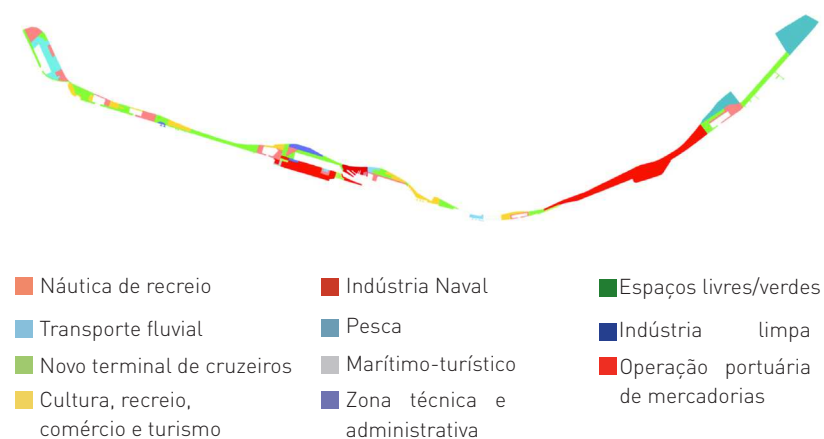 Náutica de recreio
Transporte fluvial
Novo terminal de cruzeiros
Cultura, recreio,
comércio e turismo
Indústria Naval
Pesca
Marítimo-turístico
Zona técnica e
administrativa
Espaços livres/verdes
Indústria limpa
Operação portuária
de mercadorias